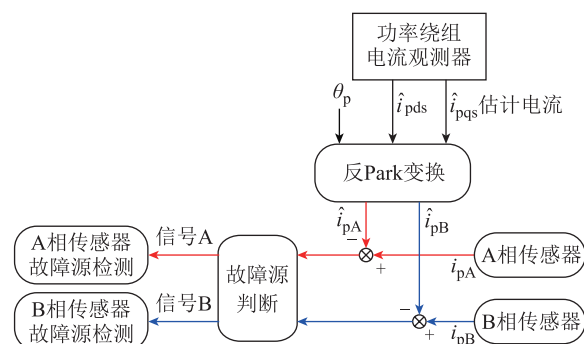 功率绕组
电流观测器
θp
îpds
îpqs估计电流
反Park变换
îpA
îpB
−
+
−
+
A相传感器
故障源检测
信号A
B相传感器
故障源检测
信号B
故障源
判断
ipA
A相传感器
ipB
B相传感器